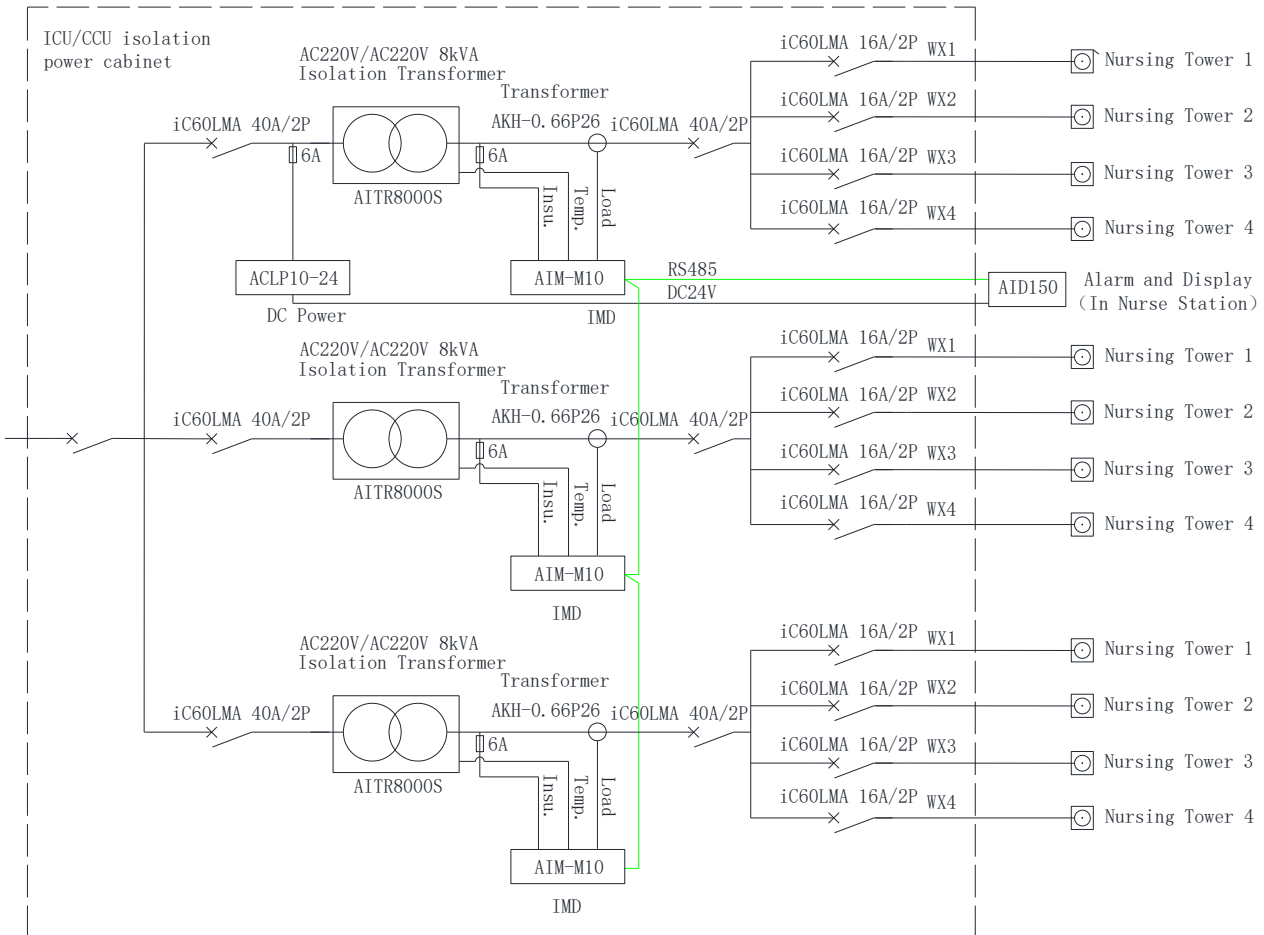 ICU/CCU isolation
power cabinet
AC220V/AC220V 8kVA
Isolation Transformer
Transformer
iC60LMA 40A/2P
AKH-0.66P26
iC60LMA 40A/2P
6A
6A
AITR8000S
Insu.
Temp.
Load
iC60LMA 16A/2P WX1
Nursing Tower 1
iC60LMA 16A/2P WX2
Nursing Tower 2
iC60LMA 16A/2P WX3
Nursing Tower 3
iC60LMA 16A/2P WX4
Nursing Tower 4
ACLP10-24
DC Power
AIM-M10
IMD
RS485
DC24V
AID150
Alarm and Display
(In Nurse Station)
AC220V/AC220V 8kVA
Isolation Transformer
Transformer
iC60LMA 40A/2P
AKH-0.66P26
iC60LMA 40A/2P
6A
AITR8000S
Insu.
Temp.
Load
AIM-M10
IMD
iC60LMA 16A/2P WX1
Nursing Tower 1
iC60LMA 16A/2P WX2
Nursing Tower 2
iC60LMA 16A/2P WX3
Nursing Tower 3
iC60LMA 16A/2P WX4
Nursing Tower 4
AC220V/AC220V 8kVA
Isolation Transformer
Transformer
iC60LMA 40A/2P
AKH-0.66P26
iC60LMA 40A/2P
6A
AITR8000S
Insu.
Temp.
Load
AIM-M10
IMD
iC60LMA 16A/2P WX1
Nursing Tower 1
iC60LMA 16A/2P WX2
Nursing Tower 2
iC60LMA 16A/2P WX3
Nursing Tower 3
iC60LMA 16A/2P WX4
Nursing Tower 4